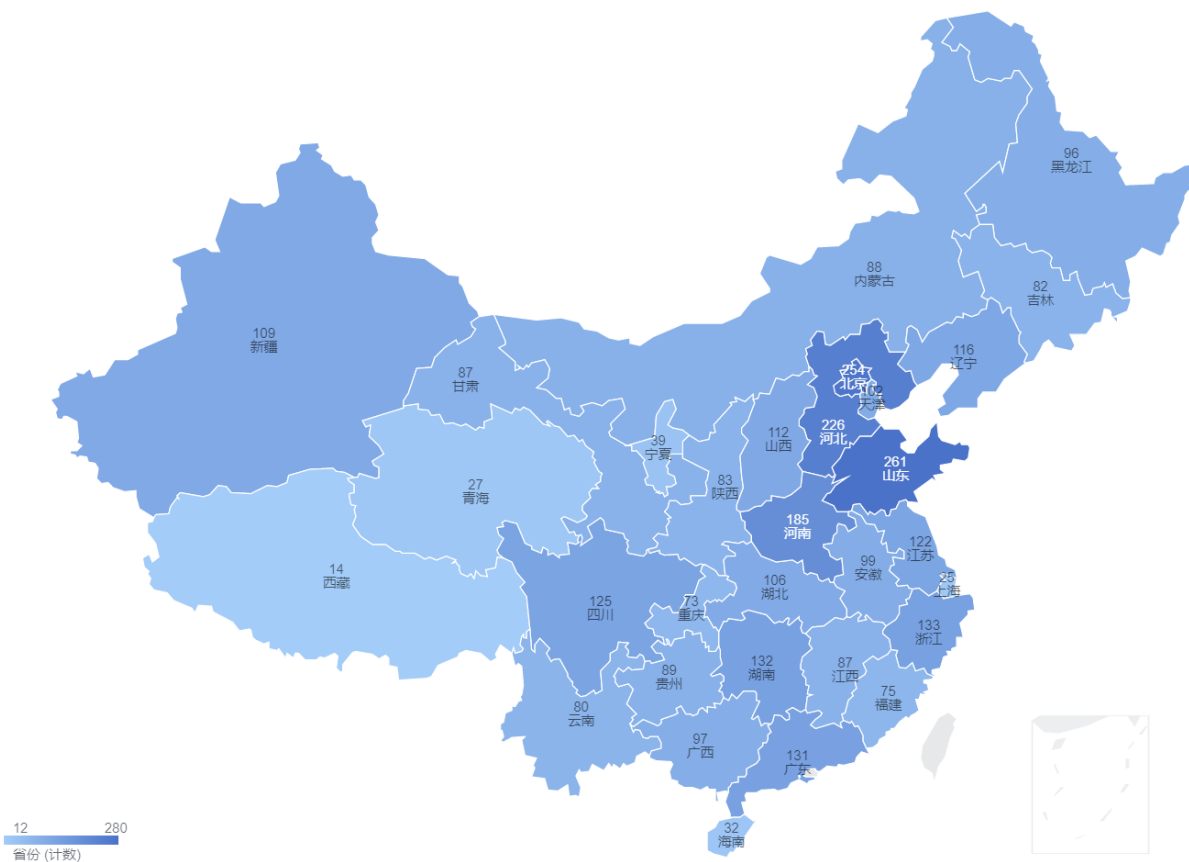 96
黑龙江
88
内蒙古
82
吉林
109
新疆
116
辽宁
87
甘肃
254
北京
102
天津
226
河北
112
山西
39
宁夏
261
山东
27
青海
83
陕西
185
河南
122
江苏
99
安徽
14
西藏
25
上海
106
湖北
125
四川
73
重庆
133
浙江
132
湖南
87
江西
89
贵州
75
福建
80
云南
97
广西
131
广东
32
海南
12
280
省份 (计数)